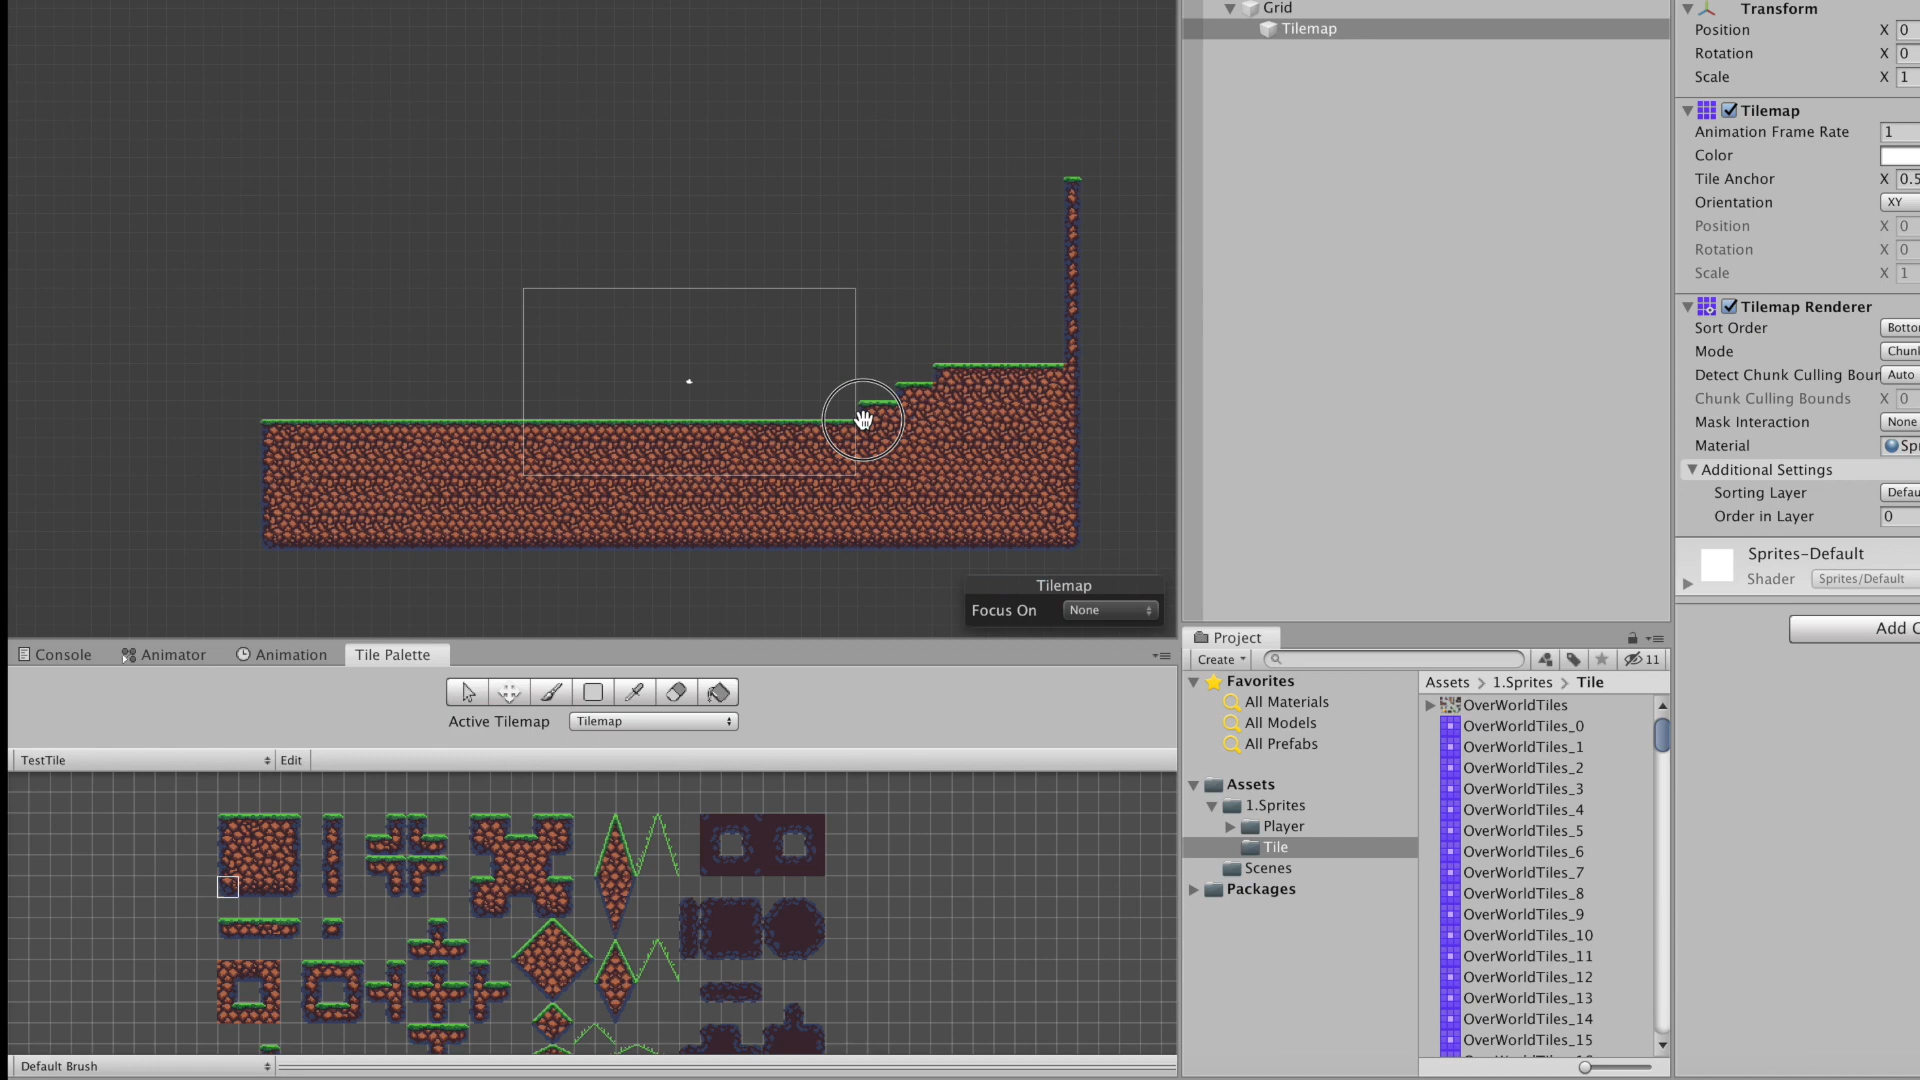 Grid
Tilemap
Transform
Position X 0
Rotation X 0
Scale X 1
Tilemap
Animation Frame Rate 1
Color
Tile Anchor X 0.5
Orientation XY
Position X 0
Rotation X 0
Scale X 1
Tilemap Renderer
Sort Order
Mode
Detect Chunk Culling Auto
Chunk Culling Bounds X 0
Mask Interaction None
Material
Additional Settings
Sorting Layer
Order in Layer 0
Sprites-Default
Shader Sprites/Default
Add
Tilemap
Focus On None
Console
Animator
Animation
Tile Palette
Active Tilemap Tilemap
TestTile
Edit
Default Brush
Project
Create
11
Favorites
All Materials
All Models
All Prefabs
Assets
1.Sprites
Player
Tile
Scenes
Packages
Assets > 1.Sprites > Tile
OverWorldTiles
OverWorldTiles_0
OverWorldTiles_1
OverWorldTiles_2
OverWorldTiles_3
OverWorldTiles_4
OverWorldTiles_5
OverWorldTiles_6
OverWorldTiles_7
OverWorldTiles_8
OverWorldTiles_9
OverWorldTiles_10
OverWorldTiles_11
OverWorldTiles_12
OverWorldTiles_13
OverWorldTiles_14
OverWorldTiles_15